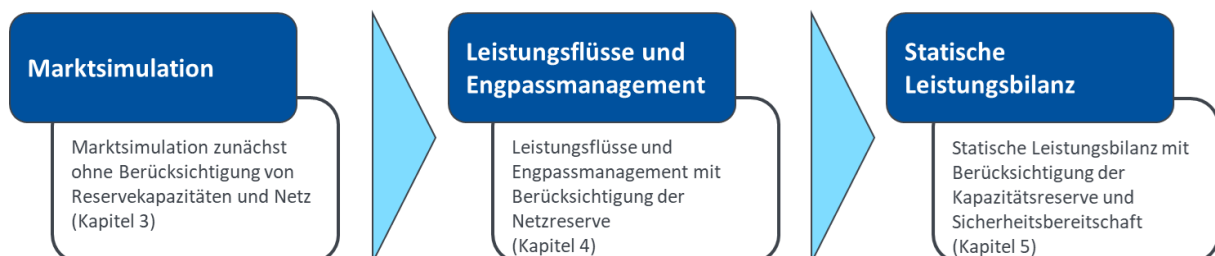 Marktsimulation
Marktsimulation zunächst
ohne Berücksichtigung von
Reservekapazitäten und Netz
(Kapitel 3)
Leistungsflüsse und
Engpassmanagement
Leistungsflüsse und
Engpassmanagement mit
Berücksichtigung der
Netzreserve
(Kapitel 4)
Statische
Leistungsbilanz
Statische Leistungsbilanz mit
Berücksichtigung der
Kapazitätsreserve und
Sicherheitsbereitschaft
(Kapitel 5)